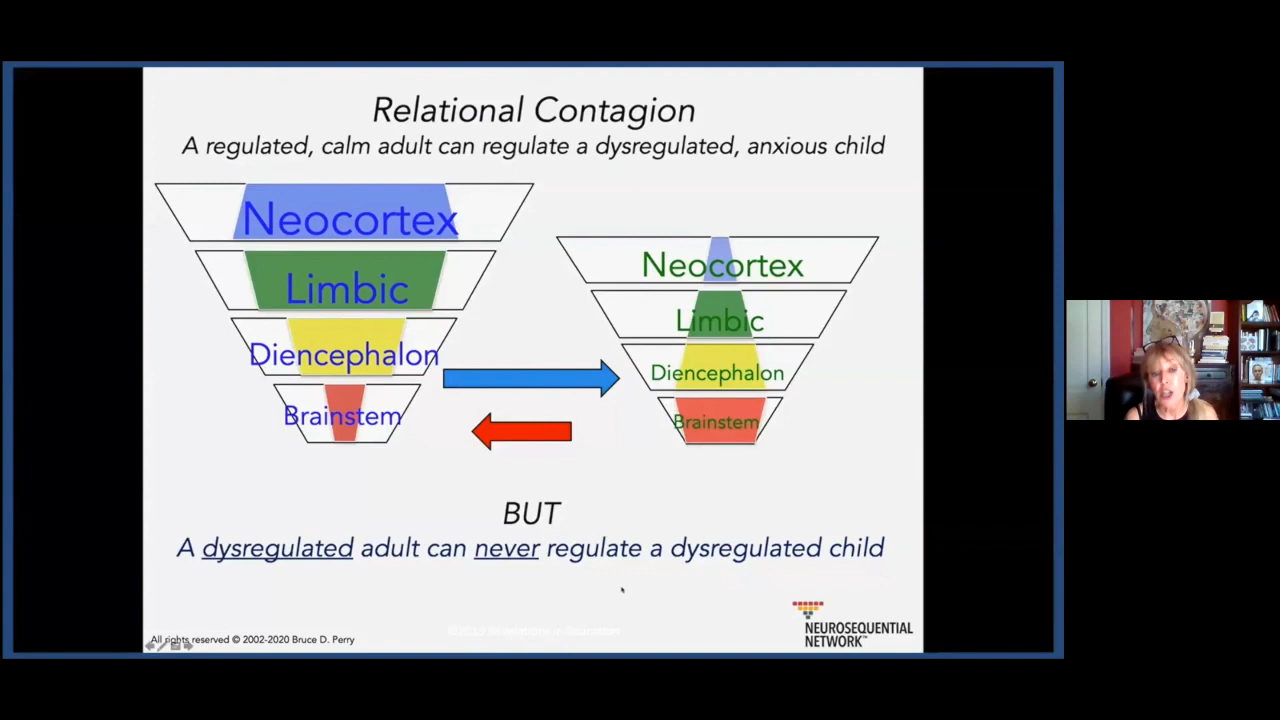 Relational Contagion
A regulated, calm adult can regulate a dysregulated, anxious child
Neocortex
Limbic
Diencephalon
Brainstem
Neocortex
Limbic
Diencephalon
Brainstem
BUT
A dysregulated adult can never regulate a dysregulated child
All rights reserved © 2002-2020 Bruce D. Perry
NEUROSEQUENTIAL
NETWORK™